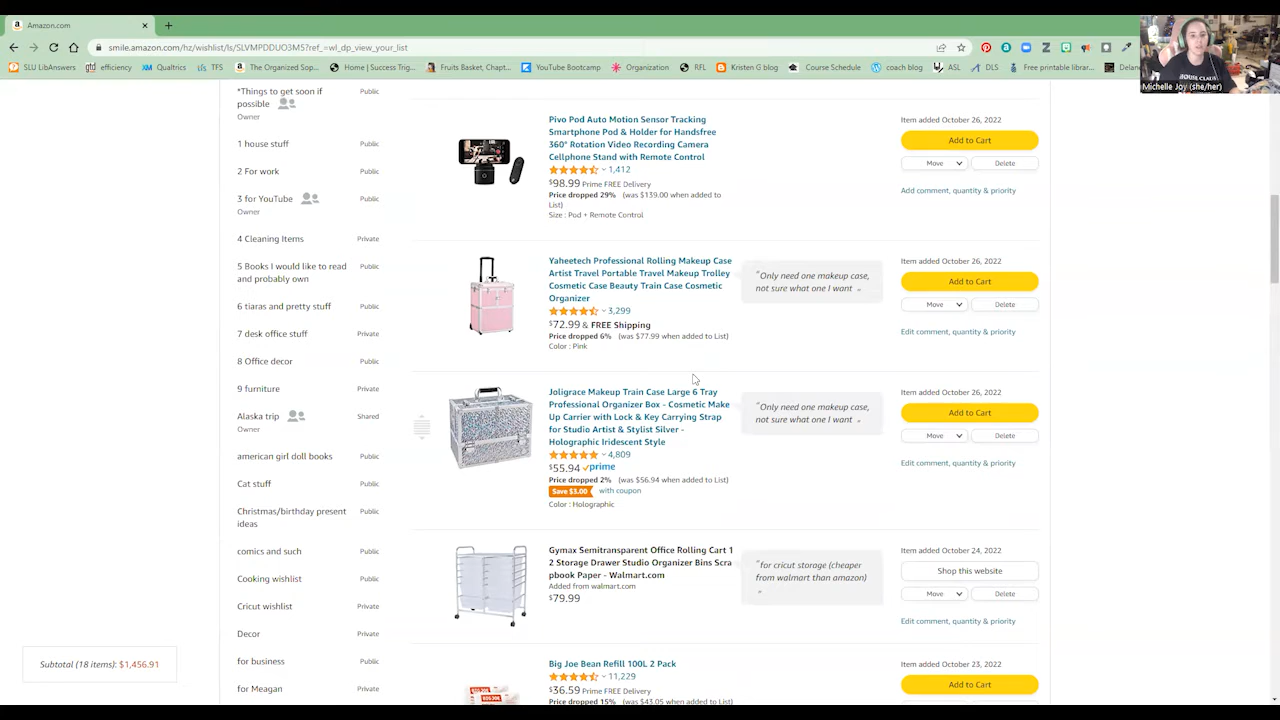 Amazon.com
smile.amazon.com/hz/wishlist/ls/SLVMPDDUO3M5?ref_=wl_dp_view_your_list
SLU LibAnswers
gtd efficiency
XM Qualtrics
TFS
The Organized Sop...
Home | Success Trig...
Fruits Basket, Chapt...
YouTube Bootcamp
Organization
RFL
Kristen G blog
Course Schedule
coach blog
ASL
DLS
Free printable librar...
Delane
Michelle Joy (she/her)
*Things to get soon if possible
Public
Owner
1 house stuff
Public
2 For work
Public
3 for YouTube
Public
Owner
4 Cleaning Items
Private
5 Books I would like to read and probably own
Public
6 tiaras and pretty stuff
Public
7 desk office stuff
Private
8 Office decor
Public
9 furniture
Private
Alaska trip
Shared
Owner
american girl doll books
Public
Cat stuff
Public
Christmas/birthday present ideas
Public
comics and such
Public
Cooking wishlist
Public
Cricut wishlist
Private
Decor
Private
for business
Public
for Meagan
Private
Subtotal (18 items): $1,456.91
Pivo Pod Auto Motion Sensor Tracking
Smartphone Pod & Holder for Handsfree
360° Rotation Video Recording Camera
Cellphone Stand with Remote Control
1,412
$98.99 Prime FREE Delivery
Price dropped 29% (was $139.00 when added to
List)
Size : Pod + Remote Control
Item added October 26, 2022
Add to Cart
Move
Delete
Add comment, quantity & priority
Yaheetech Professional Rolling Makeup Case
Artist Travel Portable Travel Makeup Trolley
Cosmetic Case Beauty Train Case Cosmetic
Organizer
3,299
$72.99 & FREE Shipping
Price dropped 6% (was $77.99 when added to List)
Color : Pink
"Only need one makeup case,
not sure what one I want "
Item added October 26, 2022
Add to Cart
Move
Delete
Edit comment, quantity & priority
Joligrace Makeup Train Case Large 6 Tray
Professional Organizer Box - Cosmetic Make
Up Carrier with Lock & Key Carrying Strap
for Studio Artist & Stylist Silver -
Holographic Iridescent Style
4,809
$55.94 prime
Price dropped 2% (was $56.94 when added to List)
Save $3.00 with coupon
Color : Holographic
"Only need one makeup case,
not sure what one I want "
Item added October 26, 2022
Add to Cart
Move
Delete
Edit comment, quantity & priority
Gymax Semitransparent Office Rolling Cart 1
2 Storage Drawer Studio Organizer Bins Scra
pbook Paper - Walmart.com
Added from walmart.com
$79.99
"for cricut storage (cheaper
from walmart than amazon)
"
Item added October 24, 2022
Shop this website
Move
Delete
Edit comment, quantity & priority
Big Joe Bean Refill 100L 2 Pack
11,229
$36.59 Prime FREE Delivery
Price dropped 15% (was $43.05 when added to List)
Item added October 23, 2022
Add to Cart